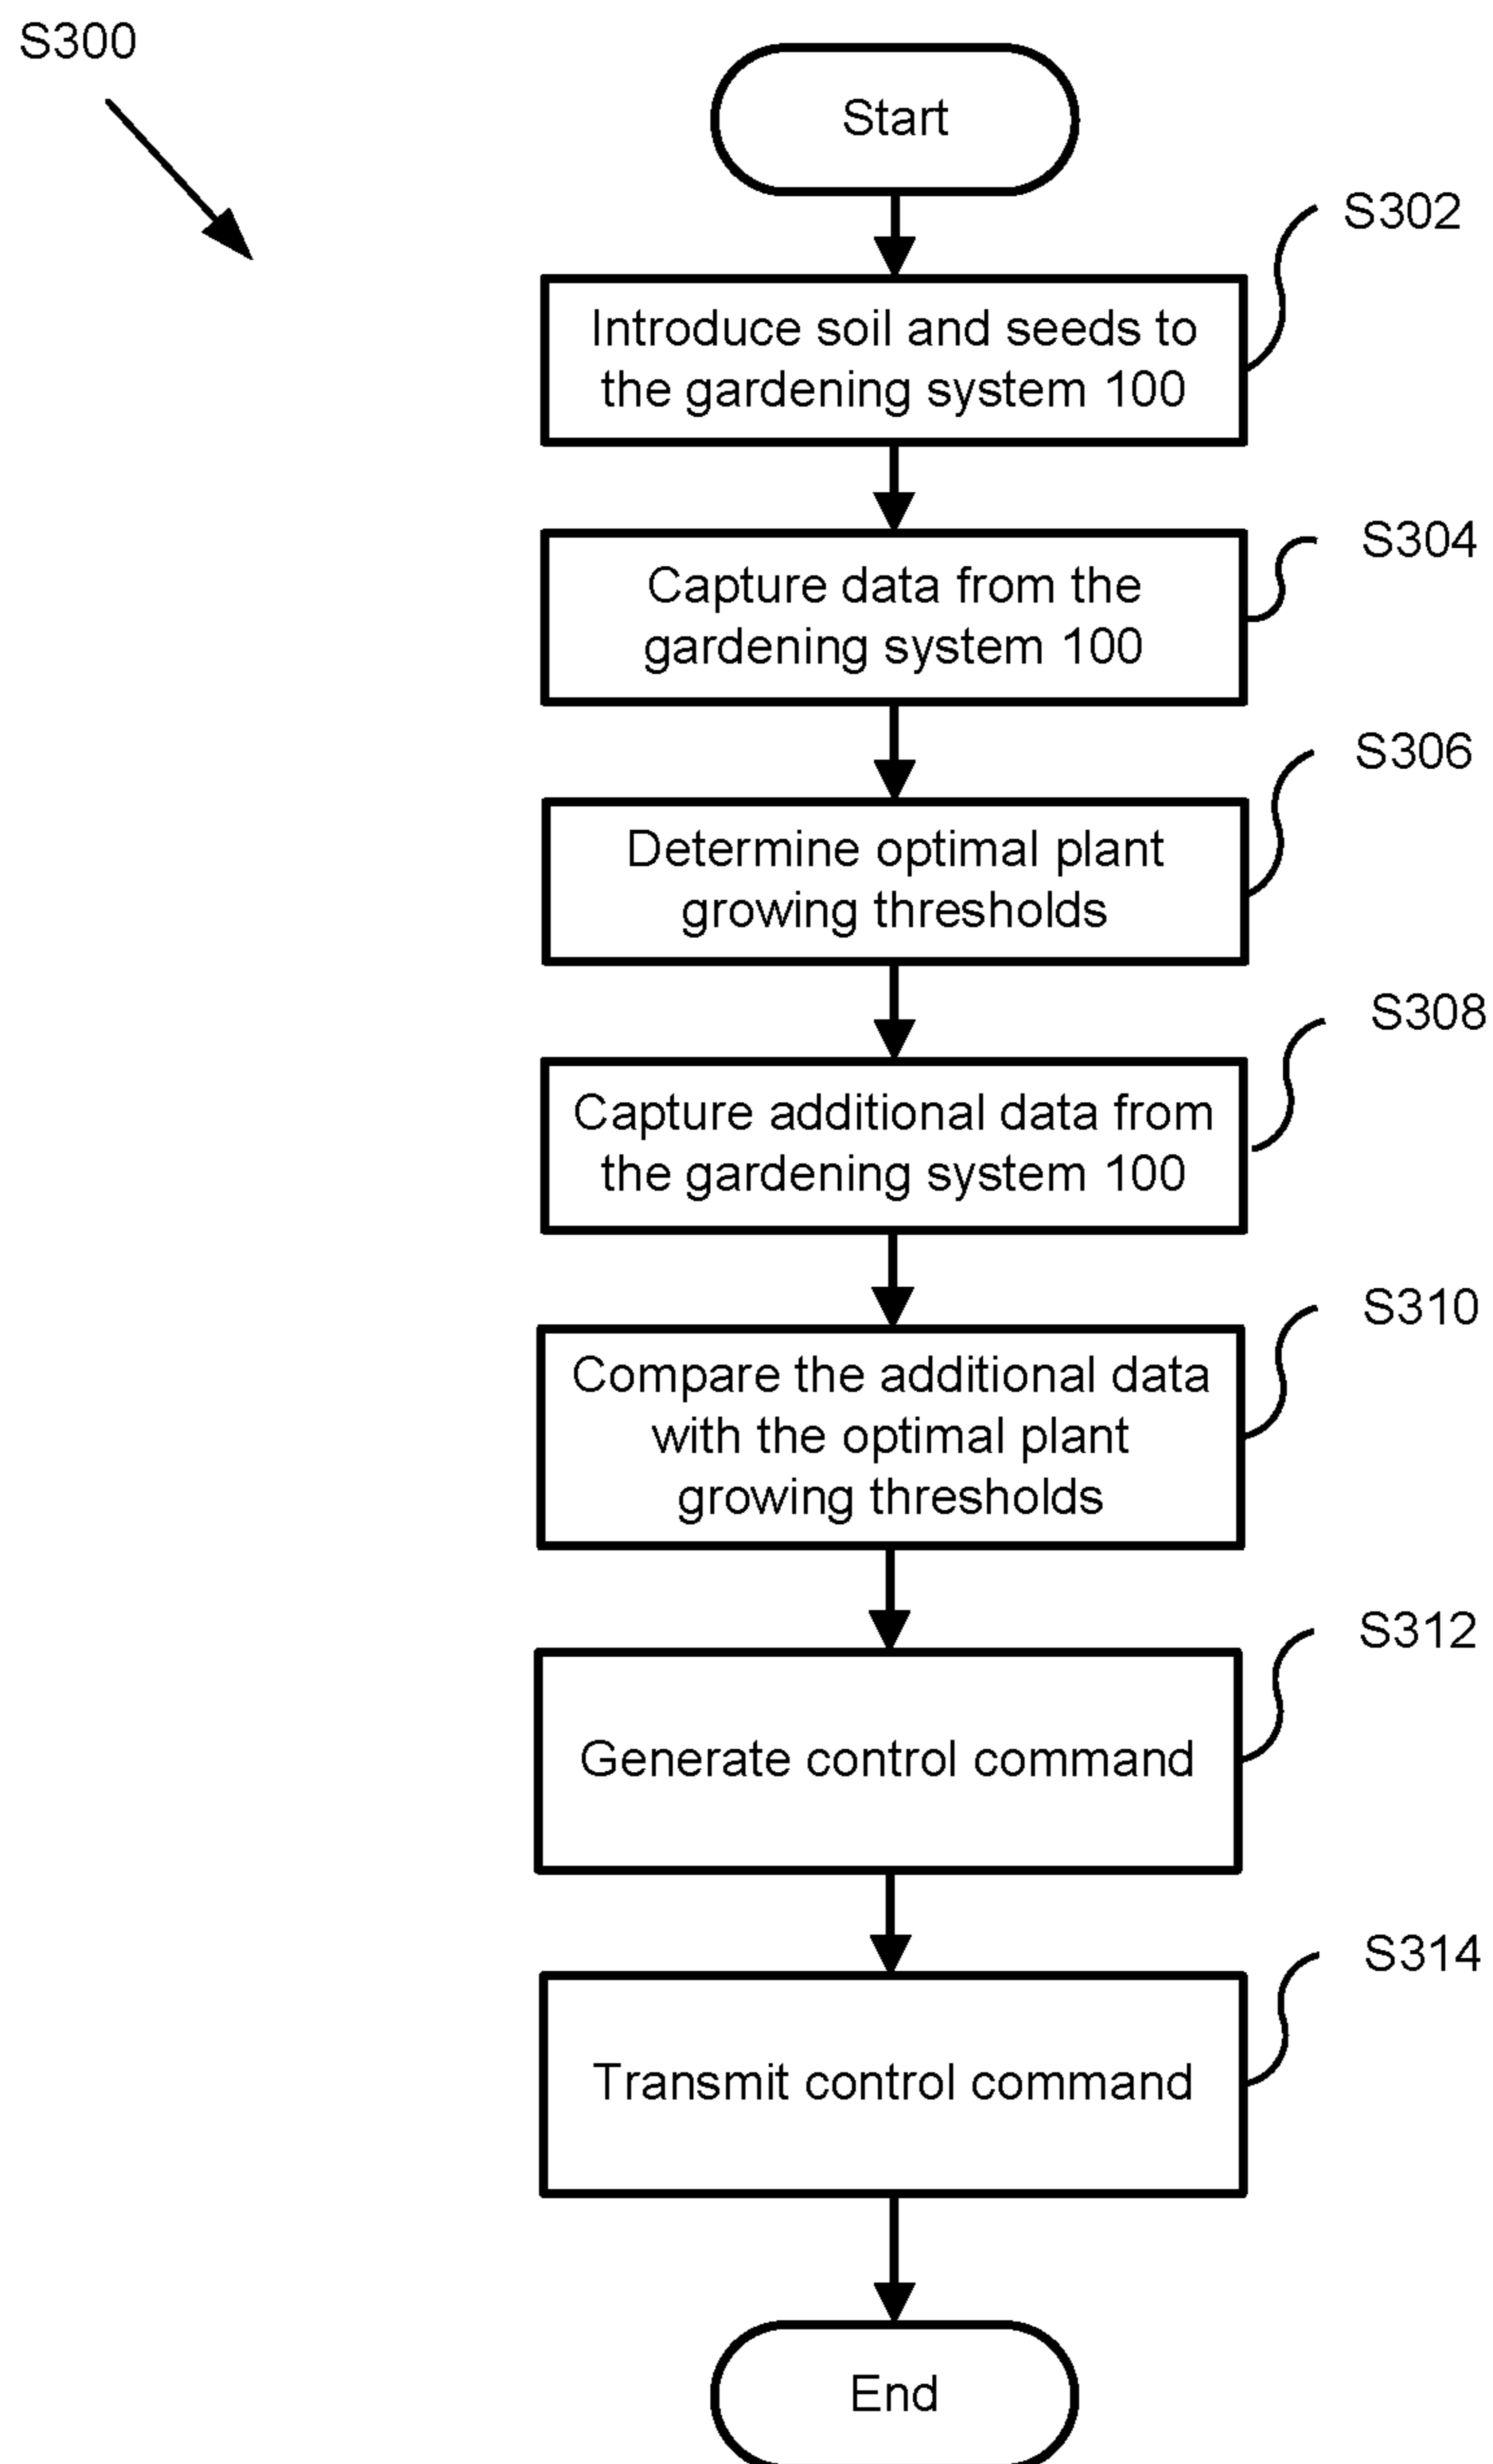 S300
Start
S302
Introduce soil and seeds to
the gardening system 100
S304
Capture data from the
gardening system 100
S306
Determine optimal plant
growing thresholds
S308
Capture additional data from
the gardening system 100
S310
Compare the additional data
with the optimal plant
growing thresholds
S312
Generate control command
S314
Transmit control command
End